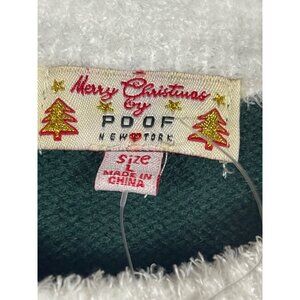 Merry Christmas
by
POOF
NEW YORK
Size
L
MADE IN
CHINA